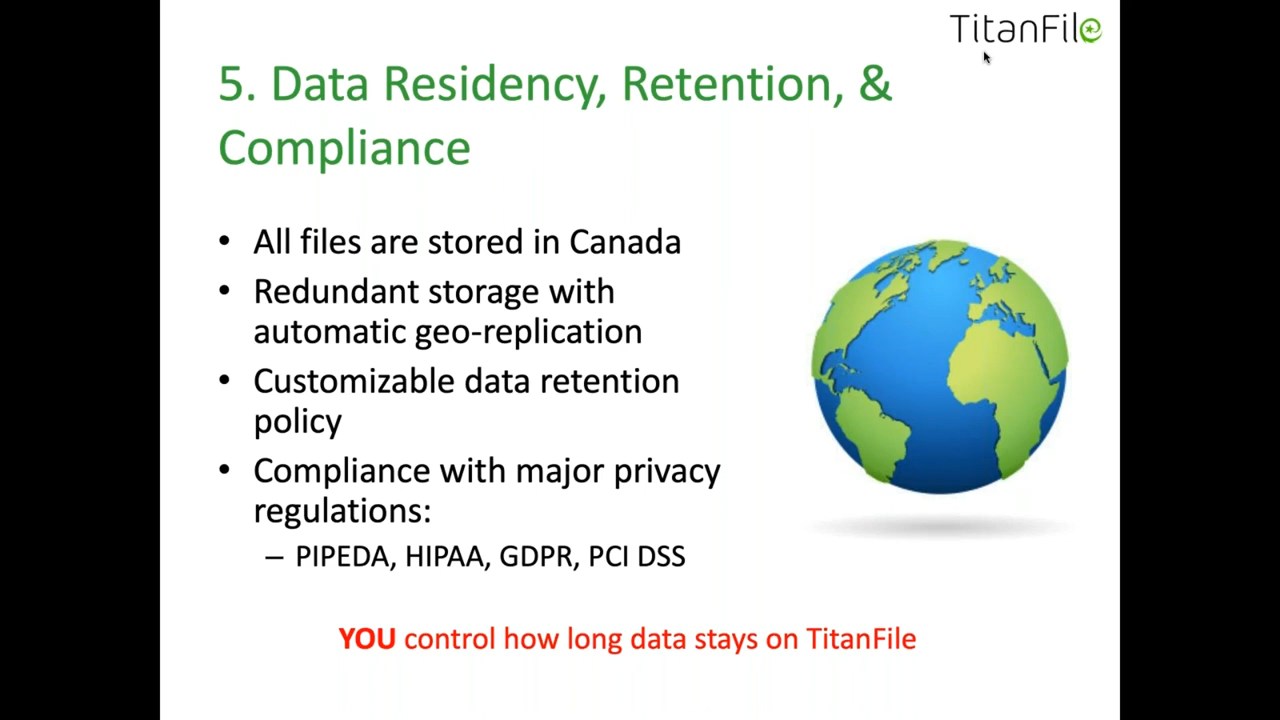 TitanFile
5. Data Residency, Retention, &
Compliance
• All files are stored in Canada
• Redundant storage with
automatic geo-replication
• Customizable data retention
policy
• Compliance with major privacy
regulations:
– PIPEDA, HIPAA, GDPR, PCI DSS
YOU control how long data stays on TitanFile